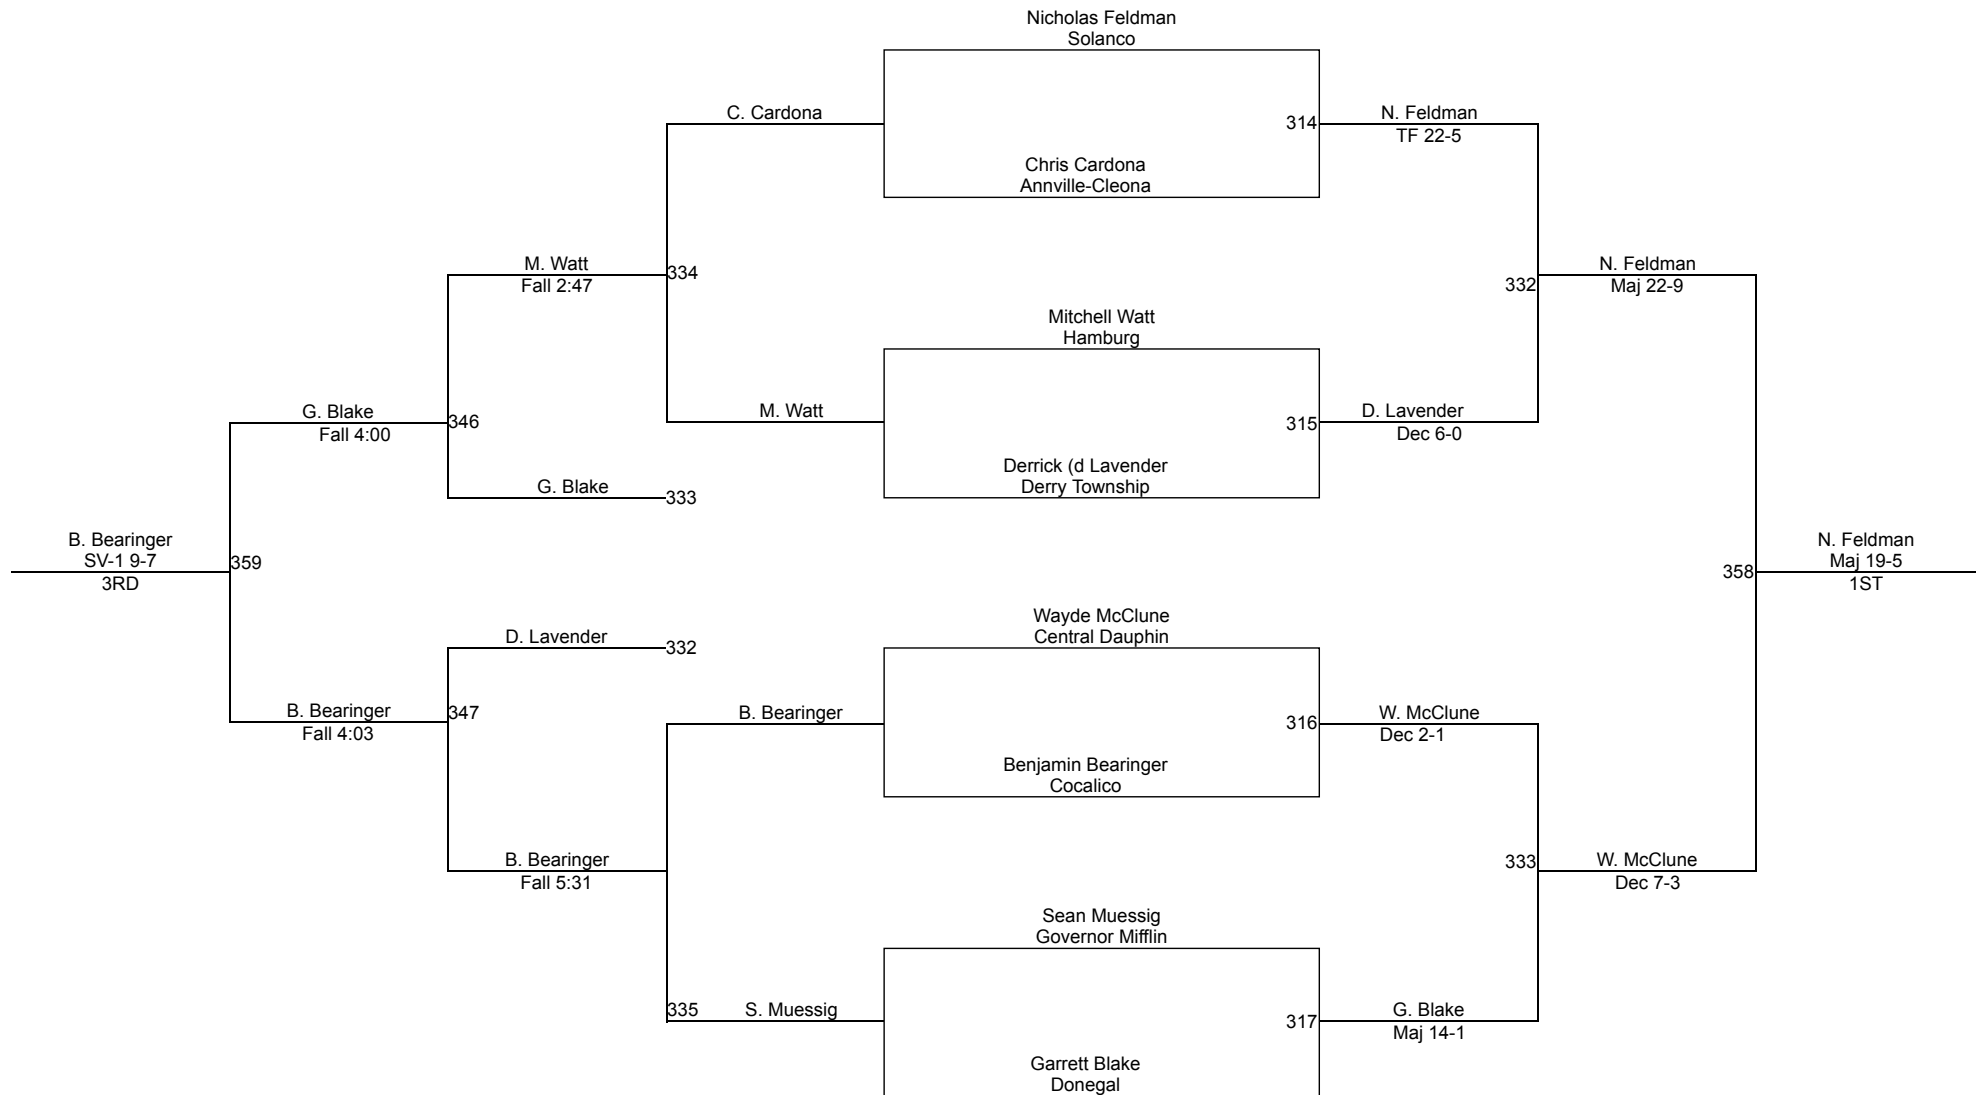 Nicholas Feldman
Solanco
C. Cardona
314
N. Feldman
TF 22-5
Chris Cardona
Annville-Cleona
M. Watt
Fall 2:47
334
332
N. Feldman
Maj 22-9
Mitchell Watt
Hamburg
G. Blake
Fall 4:00
346
M. Watt
315
D. Lavender
Dec 6-0
Derrick (d Lavender
Derry Township
G. Blake
333
B. Bearinger
SV-1 9-7
3RD
359
358
N. Feldman
Maj 19-5
1ST
Wayde McClune
Central Dauphin
D. Lavender
332
B. Bearinger
Fall 4:03
347
B. Bearinger
316
W. McClune
Dec 2-1
Benjamin Bearinger
Cocalico
B. Bearinger
Fall 5:31
333
W. McClune
Dec 7-3
Sean Muessig
Governor Mifflin
335
S. Muessig
317
G. Blake
Maj 14-1
Garrett Blake
Donegal